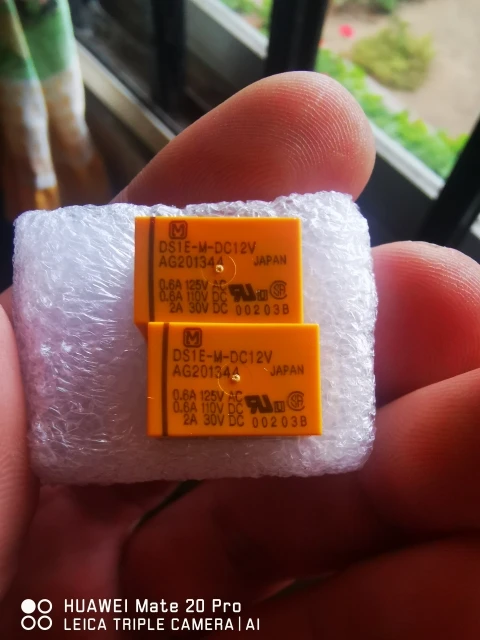 M
DS1E-M-DC12V
AG201344 JAPAN
0.6A 125V AC
0.6A 110V DC
2A 30V DC 00203B
M
DS1E-M-DC12V
AG201344 JAPAN
0.6A 125V AC
0.6A 110V DC
2A 30V DC 00203B
HUAWEI Mate 20 Pro
LEICA TRIPLE CAMERA | AI